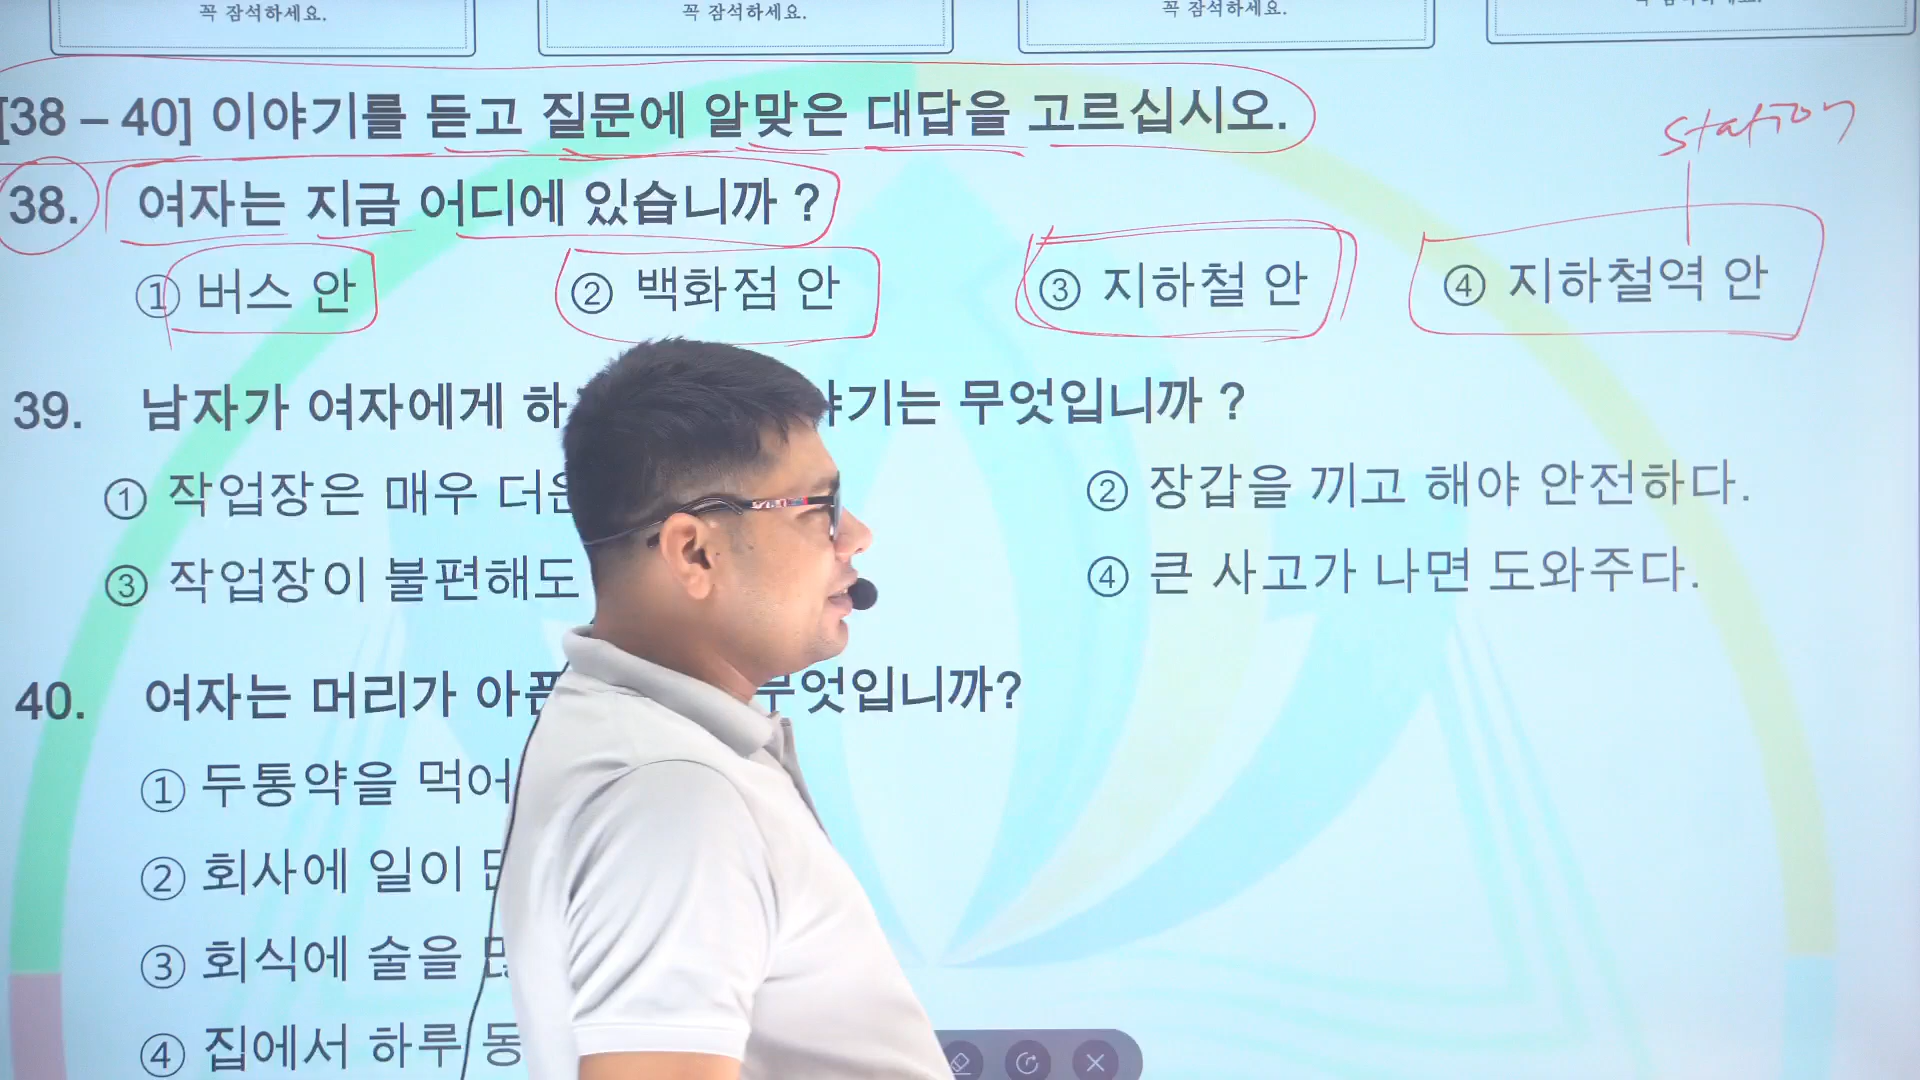 꼭 잠석하세요.
꼭 잠석하세요.
꼭 잠석하세요.
[38 – 40] 이야기를 듣고 질문에 알맞은 대답을 고르십시오.
station
38. 여자는 지금 어디에 있습니까 ?
① 버스 안 ② 백화점 안 ③ 지하철 안 ④ 지하철역 안
39. 남자가 여자에게 무엇입니까 ?
① 작업장은 매우 ② 장갑을 끼고 해야 안전하다.
③ 작업장이 불편해도 ④ 큰 사고가 나면 도와주다.
40. 여자는 머리가 무엇입니까?
① 두통약을
② 회사에 일이
③ 회식에 술을
④ 집에서 하루